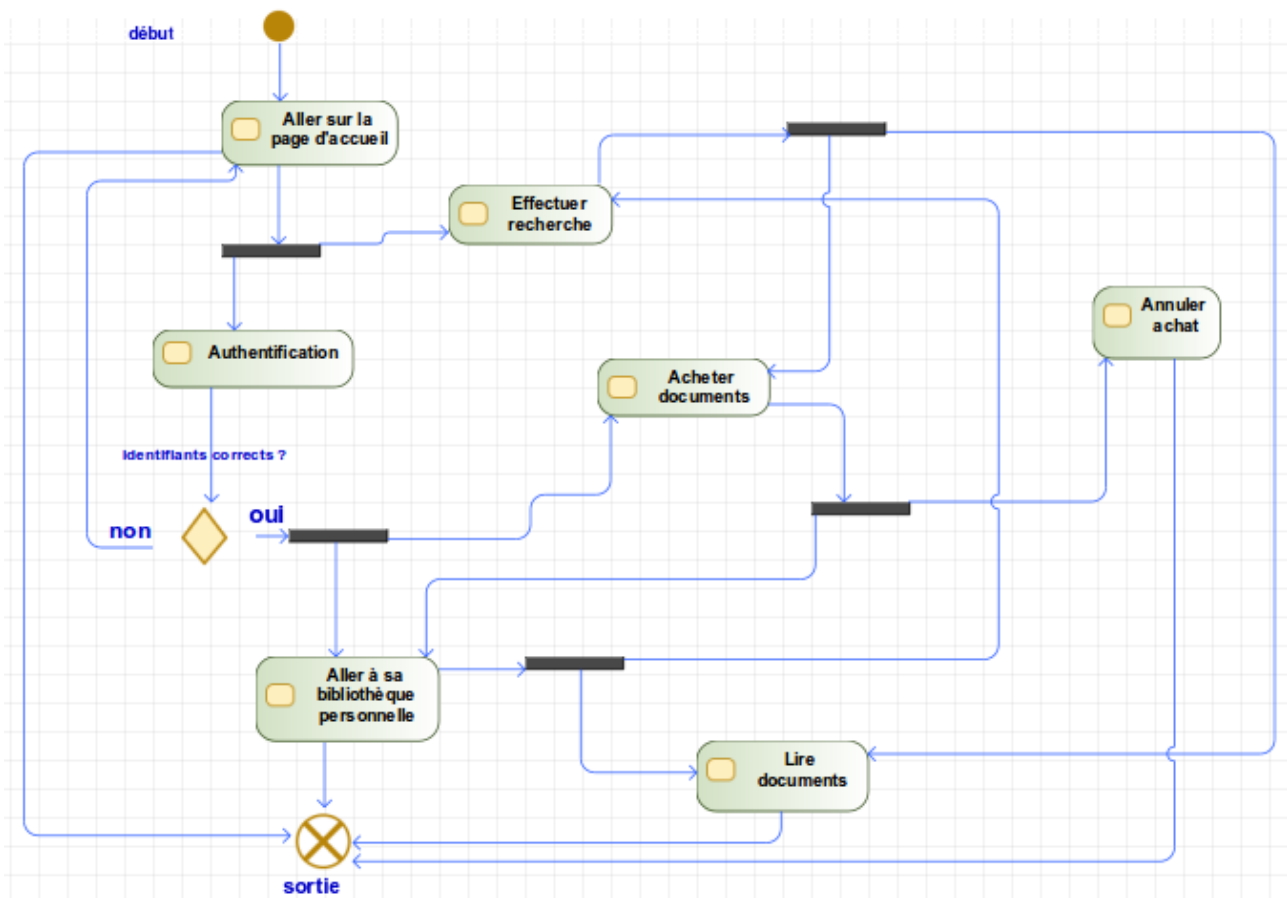 début
Aller sur la
page d'accueil
Effectuer
recherche
Annuler
achat
Authentification
Acheter
documents
Identifiants corrects ?
oui
non
Aller à sa
bibliothèque
personnelle
Lire
documents
sortie